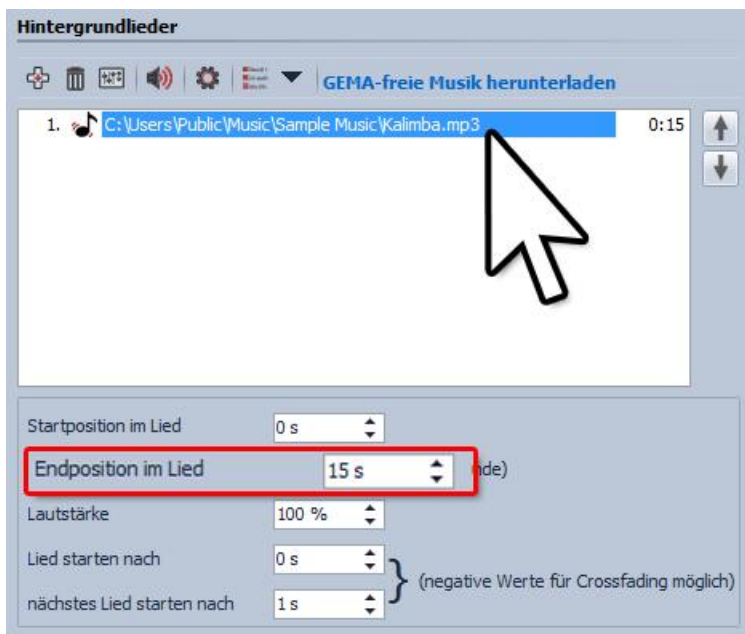 Hintergrundlieder
GEMA-freie Musik herunterladen
1. C:\Users\Public\Music\Sample Music\Kalimba.mp3 0:15
Startposition im Lied 0 s
Endposition im Lied 15 s nde)
Lautstärke 100 %
Lied starten nach 0 s
(negative Werte für Crossfading möglich)
nächstes Lied starten nach 1 s